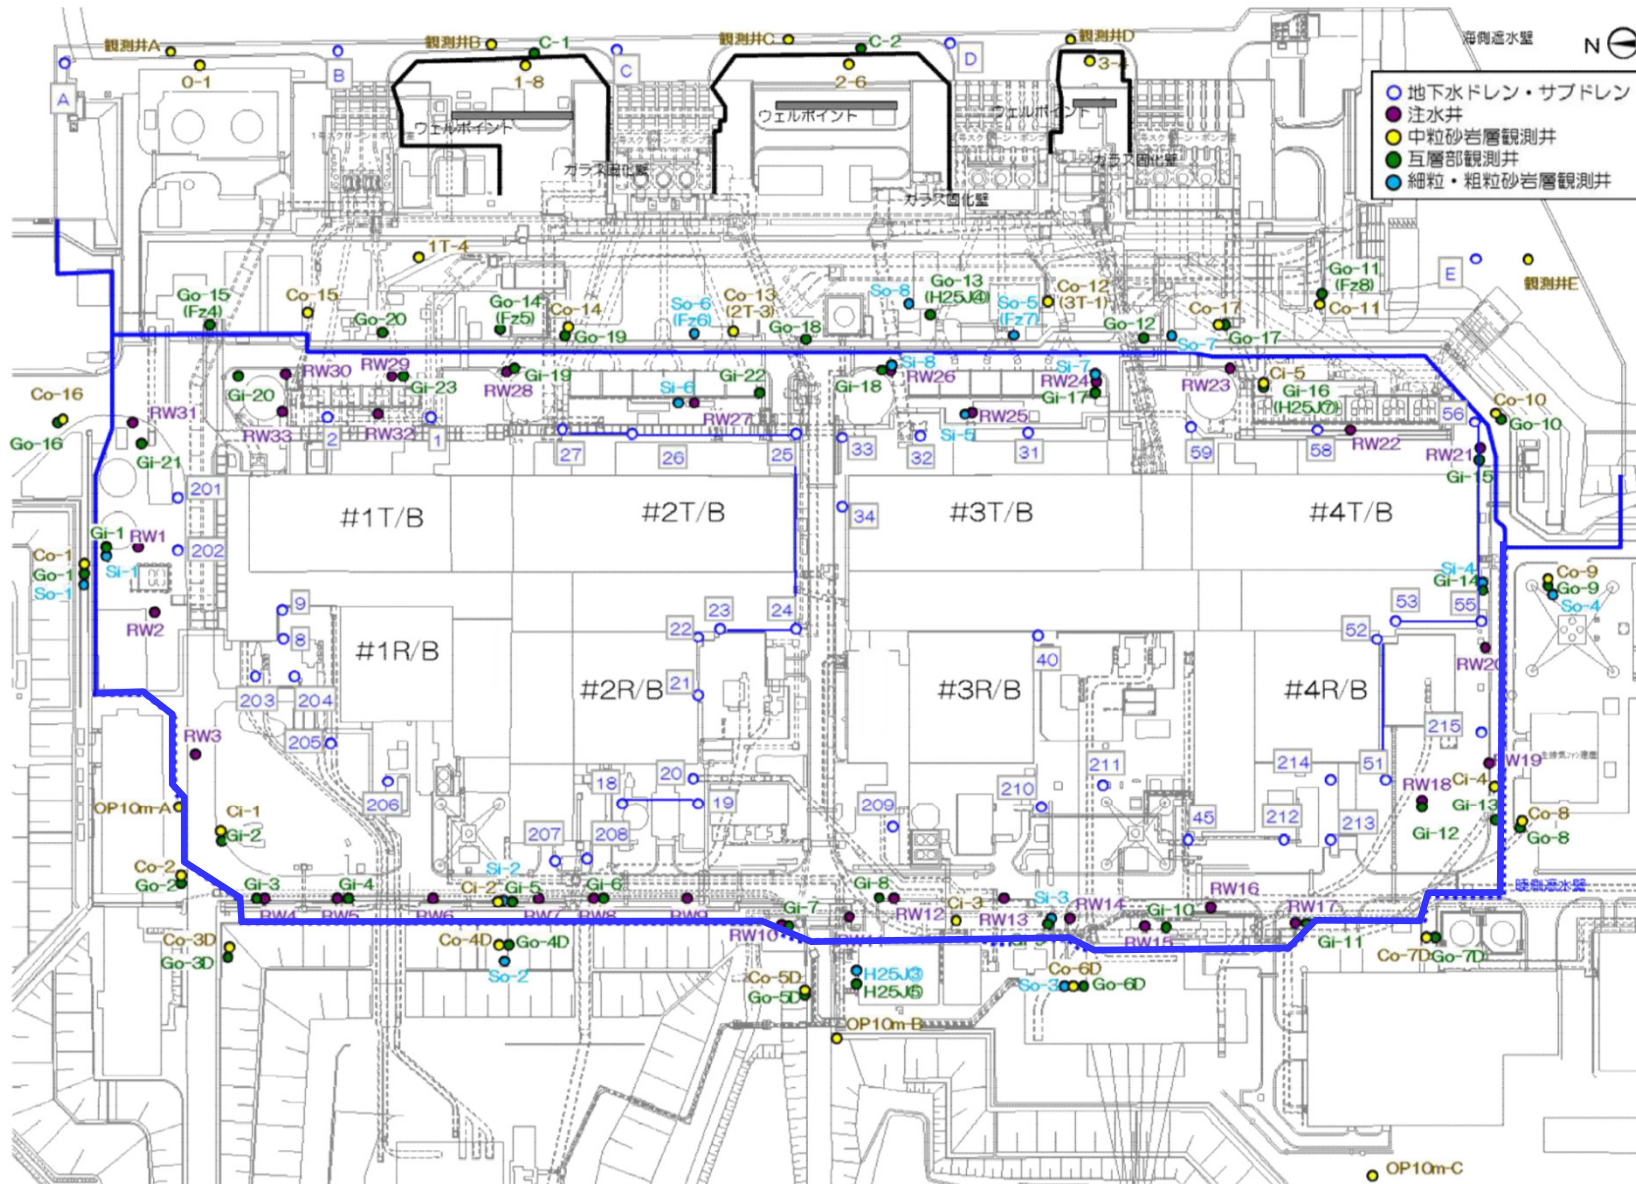 観測井A
観測井B
C-1
観測井C
C-2
観測井D
海側遮水壁
N
A
O-1
B
1-8
C
2-6
D
3-4
地下水ドレン・サブドレン
注水井
中粒砂岩層観測井
互層部観測井
細粒・粗粒砂岩層観測井
ウェルポイント
ウェルポイント
ウェルポイント
ガラス固化壁
ガラス固化壁
ガラス固化壁
1T-4
E
観測井E
Go-15
(Fz4)
Co-15
Go-20
Go-14
(Fz5)
Co-14
Go-19
So-6
(Fz6)
Co-13
(2T-3)
Go-18
So-8
Go-13
(H25J④)
So-5
(Fz7)
Co-12
(3T-1)
Go-12
So-7
Co-17
Go-17
Go-11
(Fz8)
Co-11
RW30
RW29
Gi-20
Gi-23
RW28
Gi-19
Si-6
RW27
Gi-22
Gi-18
Si-8
RW26
Si-5
RW25
Si-7
RW24
Gi-17
RW23
Ci-5
Gi-16
(H25J⑦)
Co-16
Go-16
RW31
Gi-21
RW33
2
RW32
1
27
26
25
33
32
31
59
58
RW22
56
Co-10
Go-10
RW21
Gi-15
201
202
#1T/B
#2T/B
34
#3T/B
#4T/B
Gi-1
RW1
Si-1
Co-1
Go-1
So-1
RW2
Si-4
Gi-14
Co-9
Go-9
So-4
9
8
#1R/B
#2R/B
22
23
24
21
#3R/B
40
#4R/B
52
53
55
RW20
203
204
205
206
RW3
OP10m-A
Ci-1
Gi-2
Co-2
Go-2
18
20
19
207
208
209
210
211
214
51
215
RW18
RW19
Ci-4
Gi-13
Gi-12
Co-8
Go-8
45
212
213
Gi-3
RW4
Gi-4
RW5
RW6
Si-2
Ci-2
Gi-5
RW7
Gi-6
RW8
RW9
RW10
Gi-7
Gi-8
RW12
Ci-3
RW13
Si-3
RW14
Gi-10
RW15
RW16
RW17
Gi-11
陸側遮水壁
Co-3D
Go-3D
Co-4D
Go-4D
So-2
Co-5D
Go-5D
H25J③
H25J⑤
Co-6D
So-3
Go-6D
Co-7D
Go-7D
OP10m-B
OP10m-C